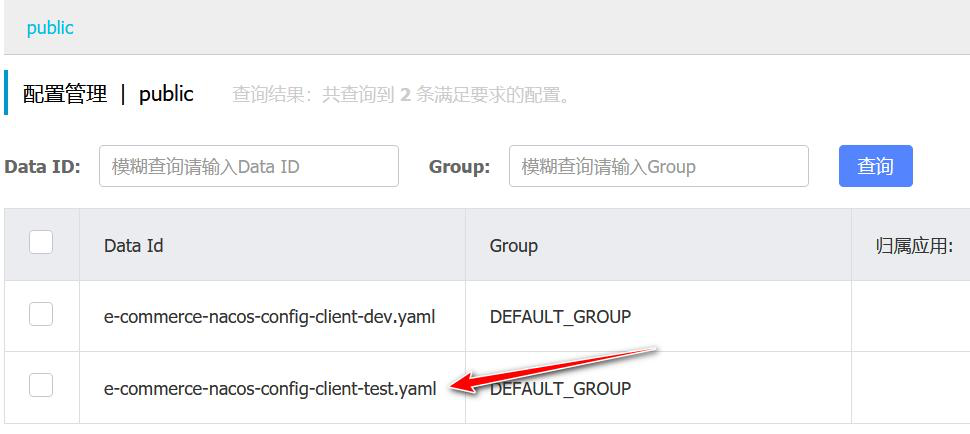 public
配置管理 | public 查询结果：共查询到 2 条满足要求的配置。
Data ID: 模糊查询请输入Data ID Group: 模糊查询请输入Group 查询
Data Id Group 归属应用:
e-commerce-nacos-config-client-dev.yaml DEFAULT_GROUP
e-commerce-nacos-config-client-test.yaml DEFAULT_GROUP